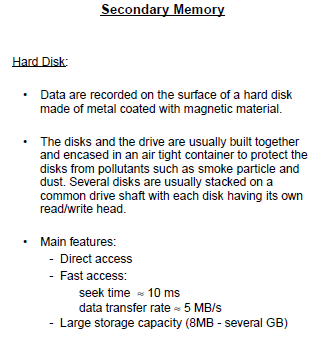 Secondary Memory
Hard Disk:
• Data are recorded on the surface of a hard disk
made of metal coated with magnetic material.
• The disks and the drive are usually built together
and encased in an air tight container to protect the
disks from pollutants such as smoke particle and
dust. Several disks are usually stacked on a
common drive shaft with each disk having its own
read/write head.
• Main features:
- Direct access
- Fast access:
seek time ≈ 10 ms
data transfer rate ≈ 5 MB/s
- Large storage capacity (8MB - several GB)